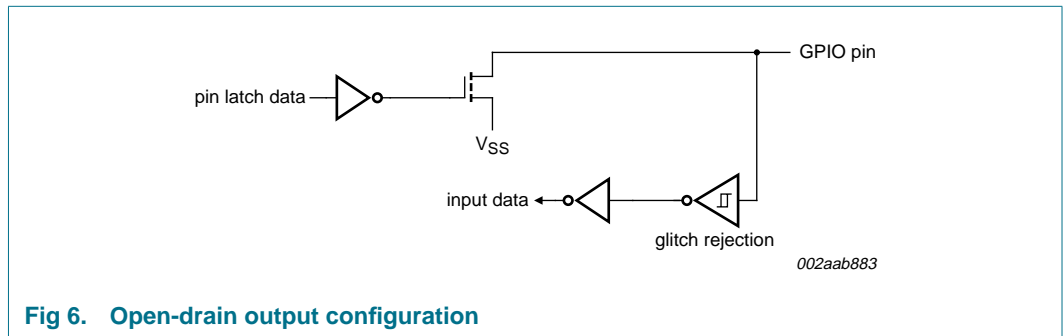 GPIO pin
pin latch data
VSS
input data
glitch rejection
002aab883
Fig 6. Open-drain output configuration